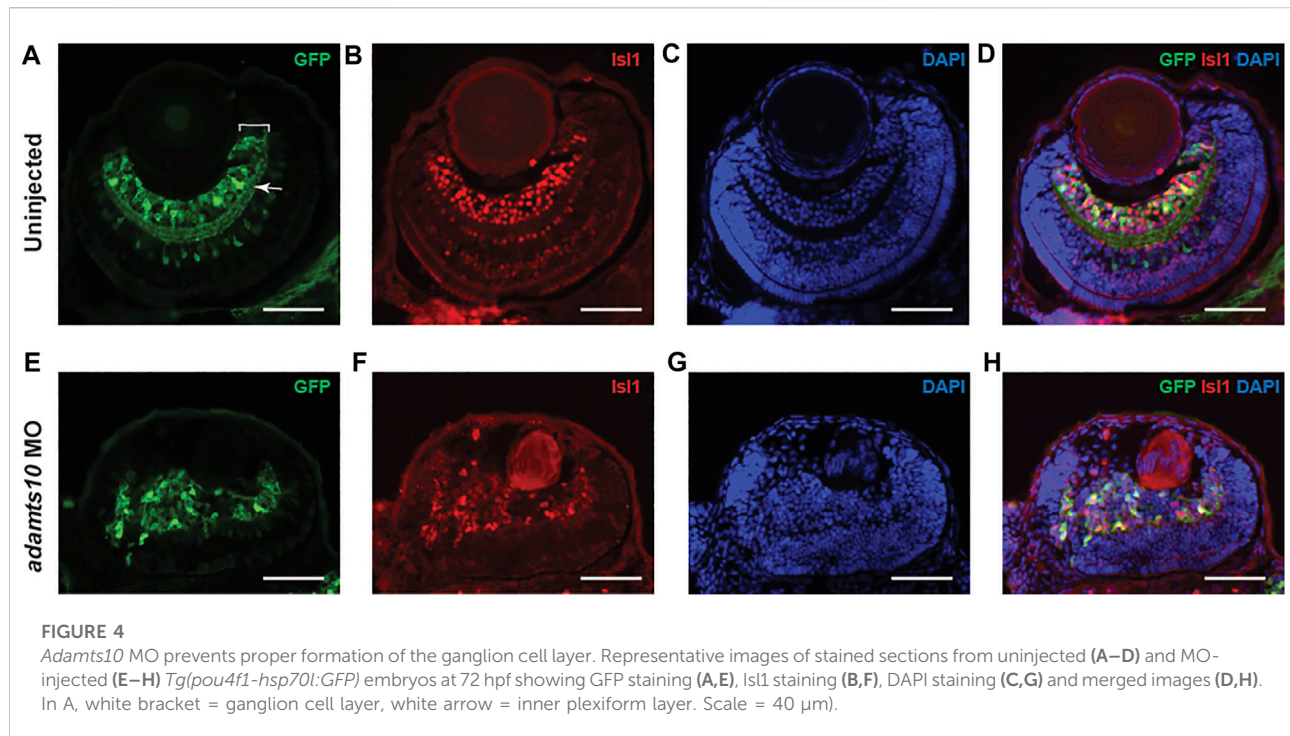 A
GFP
B
Isl1
C
DAPI
D
GFP Isl1 DAPI
Uninjected
E
GFP
F
Isl1
G
DAPI
H
GFP Isl1 DAPI
adamts10 MO
FIGURE 4
Adamts10 MO prevents proper formation of the ganglion cell layer. Representative images of stained sections from uninjected (A–D) and MO-
injected (E–H) Tg(pou4f1-hsp70l:GFP) embryos at 72 hpf showing GFP staining (A,E), Isl1 staining (B,F), DAPI staining (C,G) and merged images (D,H).
In A, white bracket = ganglion cell layer, white arrow = inner plexiform layer. Scale = 40 µm).